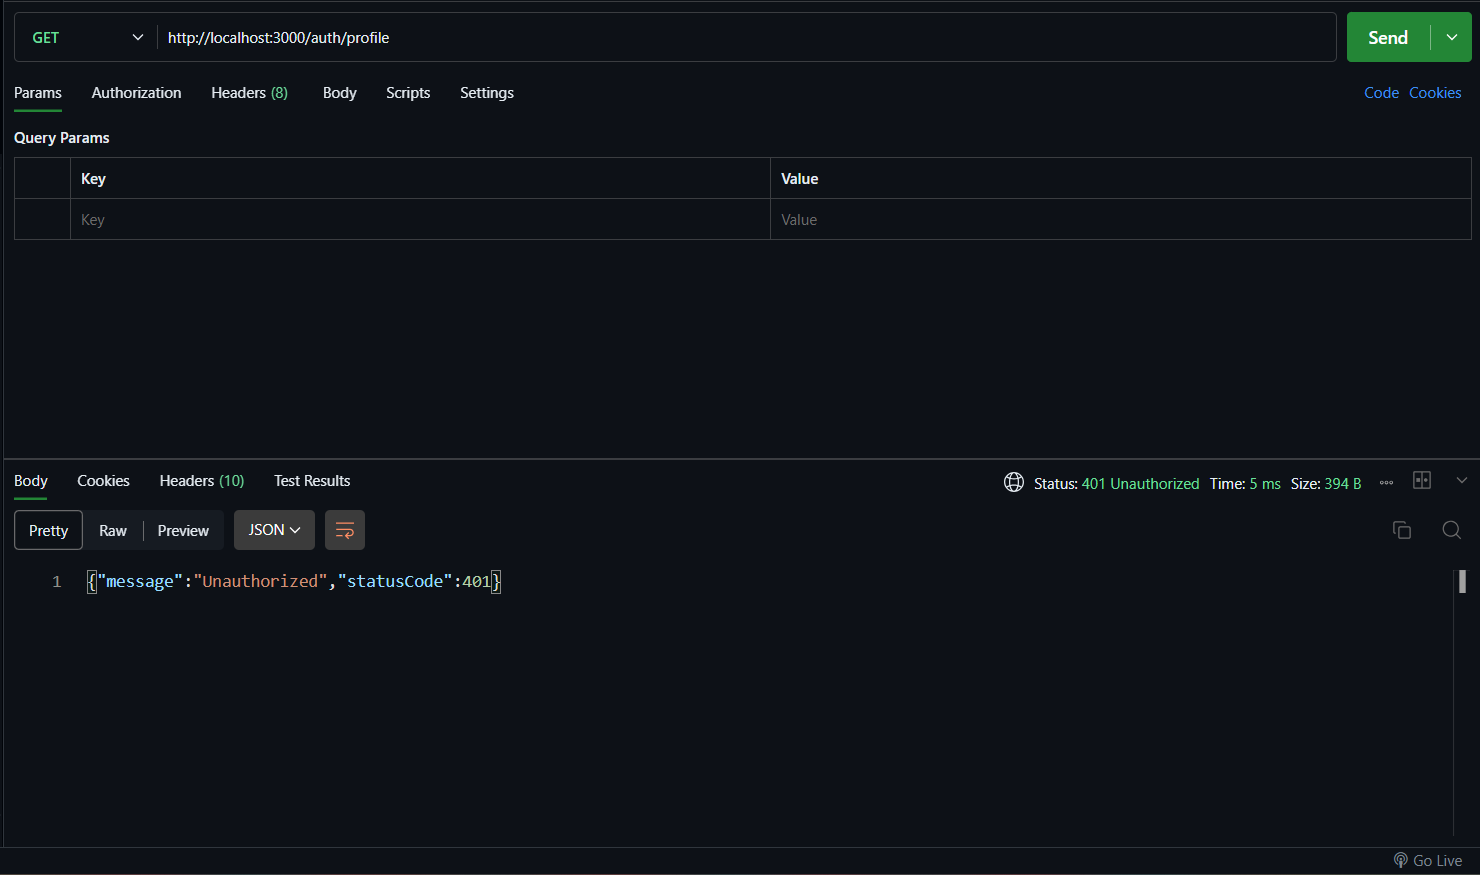 GET http://localhost:3000/auth/profile Send
Params Authorization Headers (8) Body Scripts Settings Code Cookies
Query Params
Key Value
Key Value
Body Cookies Headers (10) Test Results Status: 401 Unauthorized Time: 5 ms Size: 394 B
Pretty Raw Preview JSON
1 {"message":"Unauthorized","statusCode":401}
Go Live